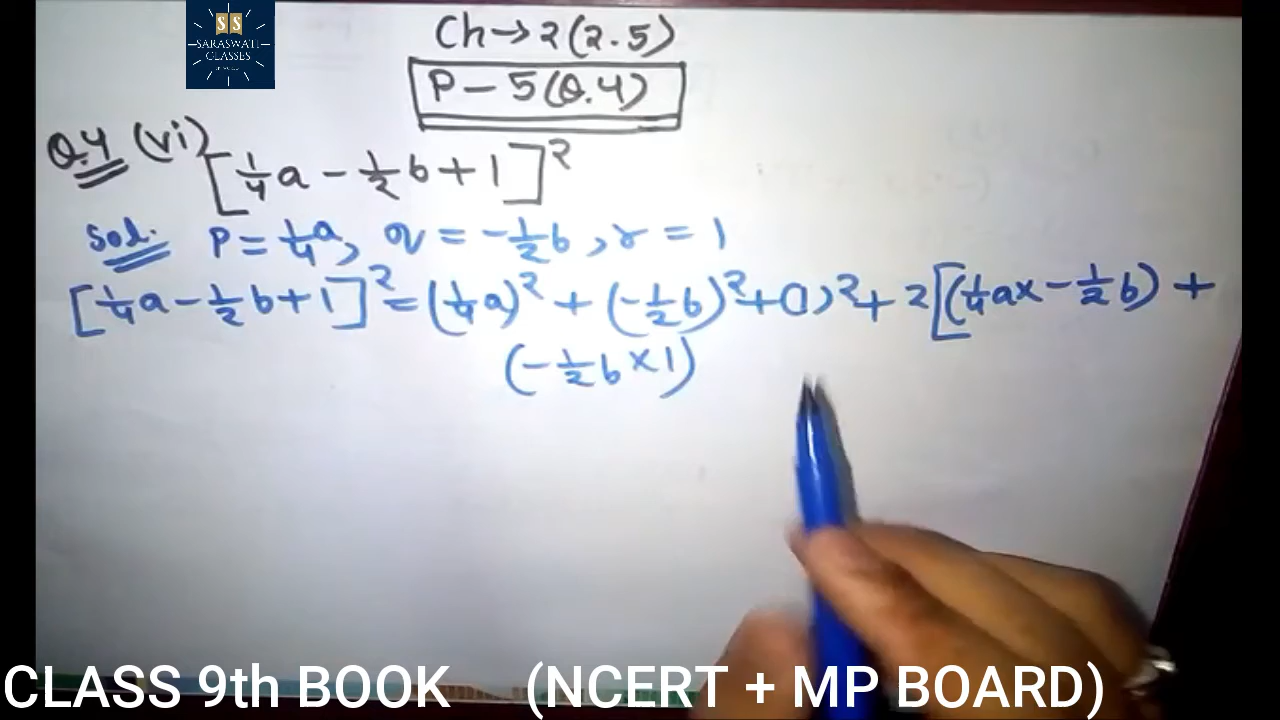 SS
SARASWATI
CLASSES
Ch→2(2.5)
P-5(Q.4)
Q.4 (vi) [1/4 a - 1/2 b + 1]²
Sol. P = 1/4 a, q = -1/2 b, r = 1
[1/4 a - 1/2 b + 1]² = (1/4 a)² + (-1/2 b)² + (1)² + 2[(1/4 a x - 1/2 b) +
(-1/2 b × 1)
CLASS 9th BOOK (NCERT + MP BOARD)